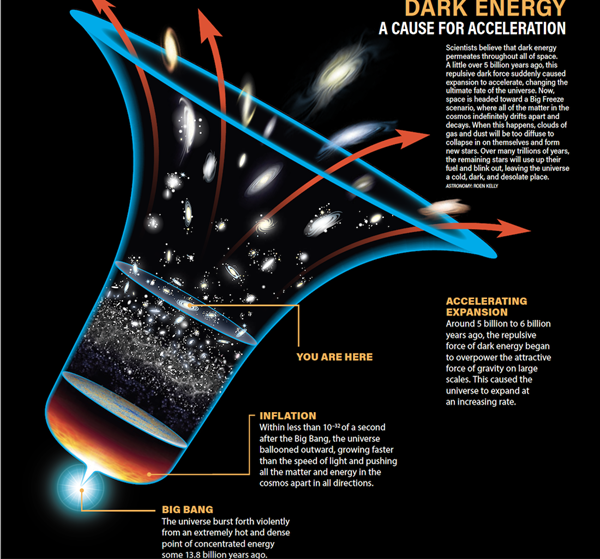 DARK ENERGY
A CAUSE FOR ACCELERATION
Scientists believe that dark energy
permeates throughout all of space.
A little over 5 billion years ago, this
repulsive dark force suddenly caused
expansion to accelerate, changing the
ultimate fate of the universe. Now,
space is headed toward a Big Freeze
scenario, where all of the matter in the
cosmos indefinitely drifts apart and
decays. When this happens, clouds of
gas and dust will be too diffuse to
collapse in on themselves and form
new stars. Over many trillions of years,
the remaining stars will use up their
fuel and blink out, leaving the universe
a cold, dark, and desolate place.
ASTRONOMY: ROEN KELLY
ACCELERATING
EXPANSION
Around 5 billion to 6 billion
years ago, the repulsive
force of dark energy began
to overpower the attractive
force of gravity on large
scales. This caused the
universe to expand at
an increasing rate.
YOU ARE HERE
INFLATION
Within less than 10⁻³² of a second
after the Big Bang, the universe
ballooned outward, growing faster
than the speed of light and pushing
all the matter and energy in the
cosmos apart in all directions.
BIG BANG
The universe burst forth violently
from an extremely hot and dense
point of concentrated energy
some 13.8 billion years ago.